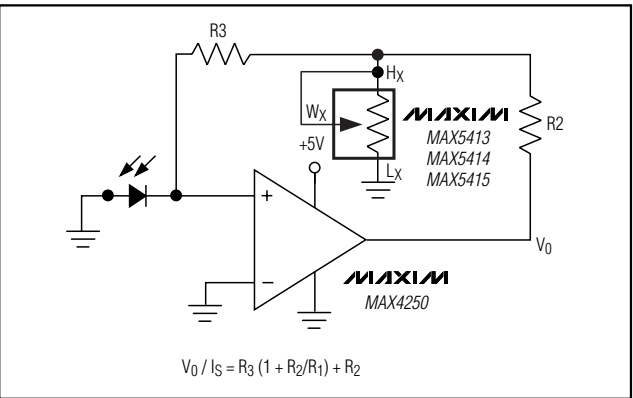 R3
HX
WX
MAXIM
MAX5413
MAX5414
MAX5415
R2
+5V
LX
+
V0
−
MAXIM
MAX4250
V0 / IS = R3 (1 + R2/R1) + R2